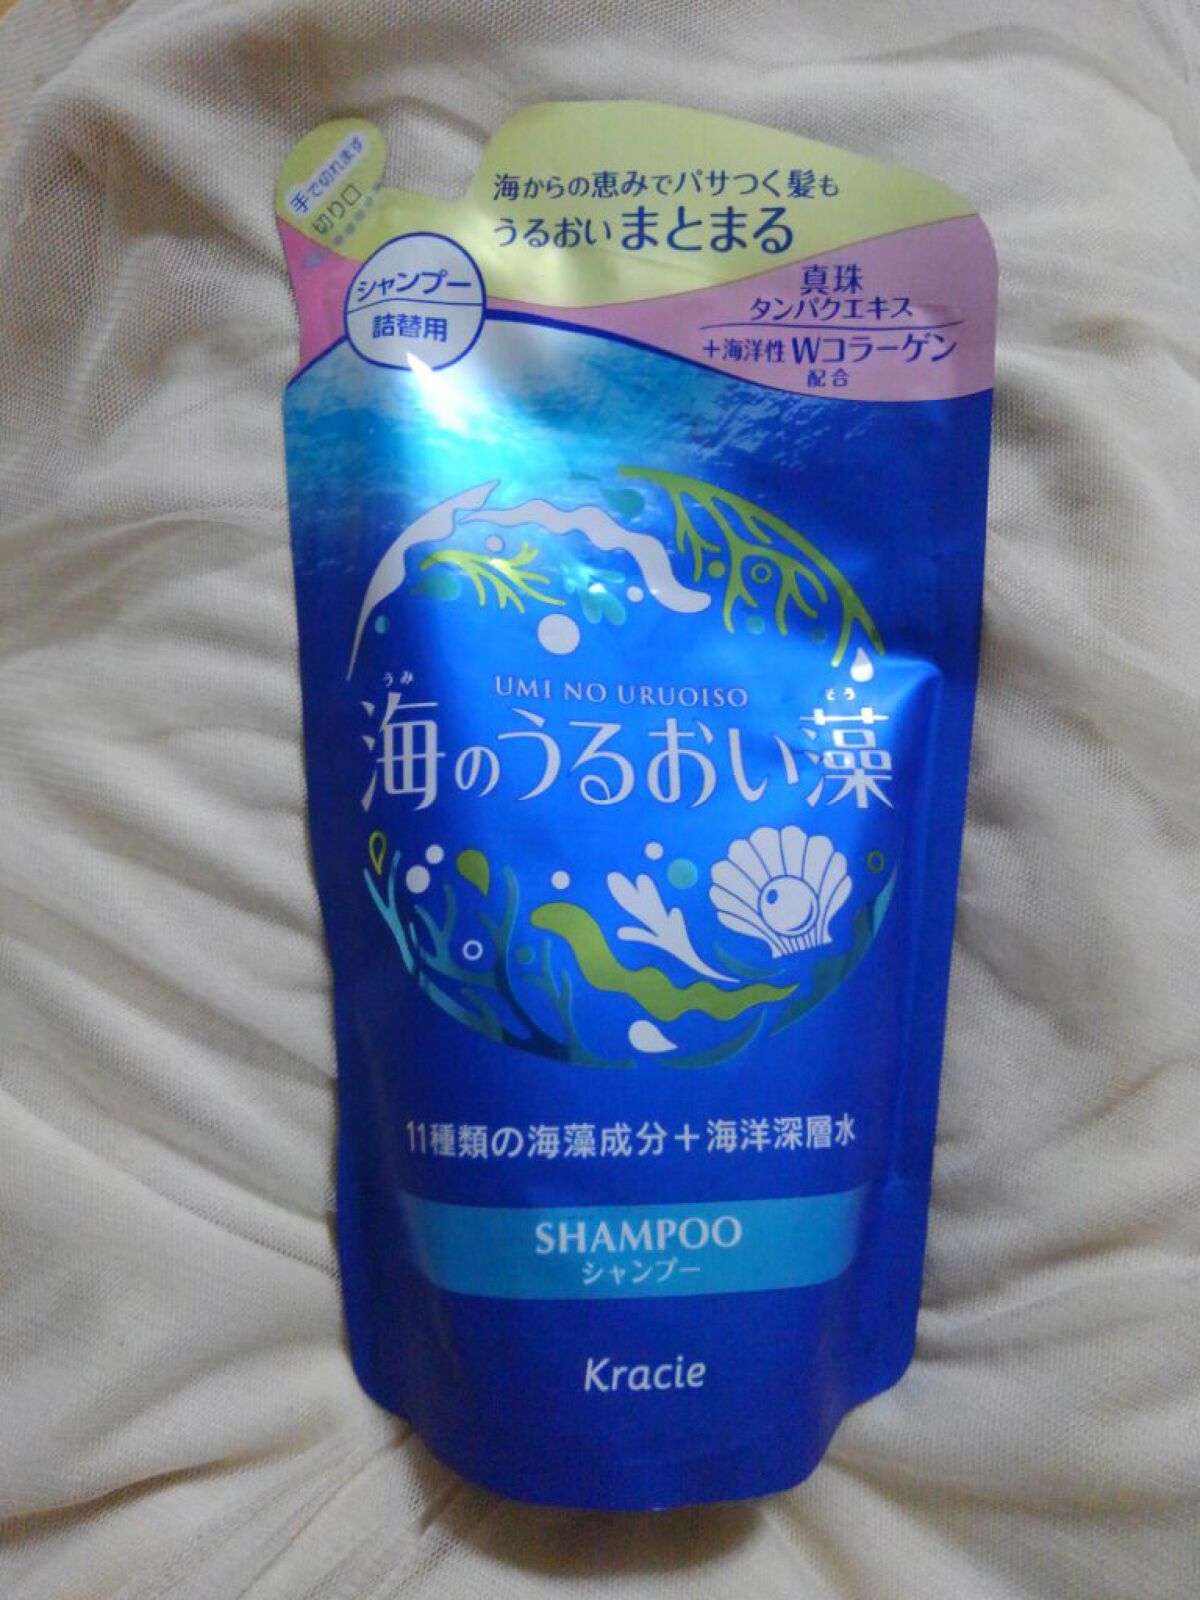 手で切れます
切り口
海からの恵みでパサつく髪も
うるおいまとまる
シャンプー
詰替用
真珠
タンパクエキス
+海洋性Wコラーゲン
配合
UMI NO URUOISO
うみ そう
海のうるおい藻
11種類の海藻成分+海洋深層水
SHAMPOO
シャンプー
Kracie